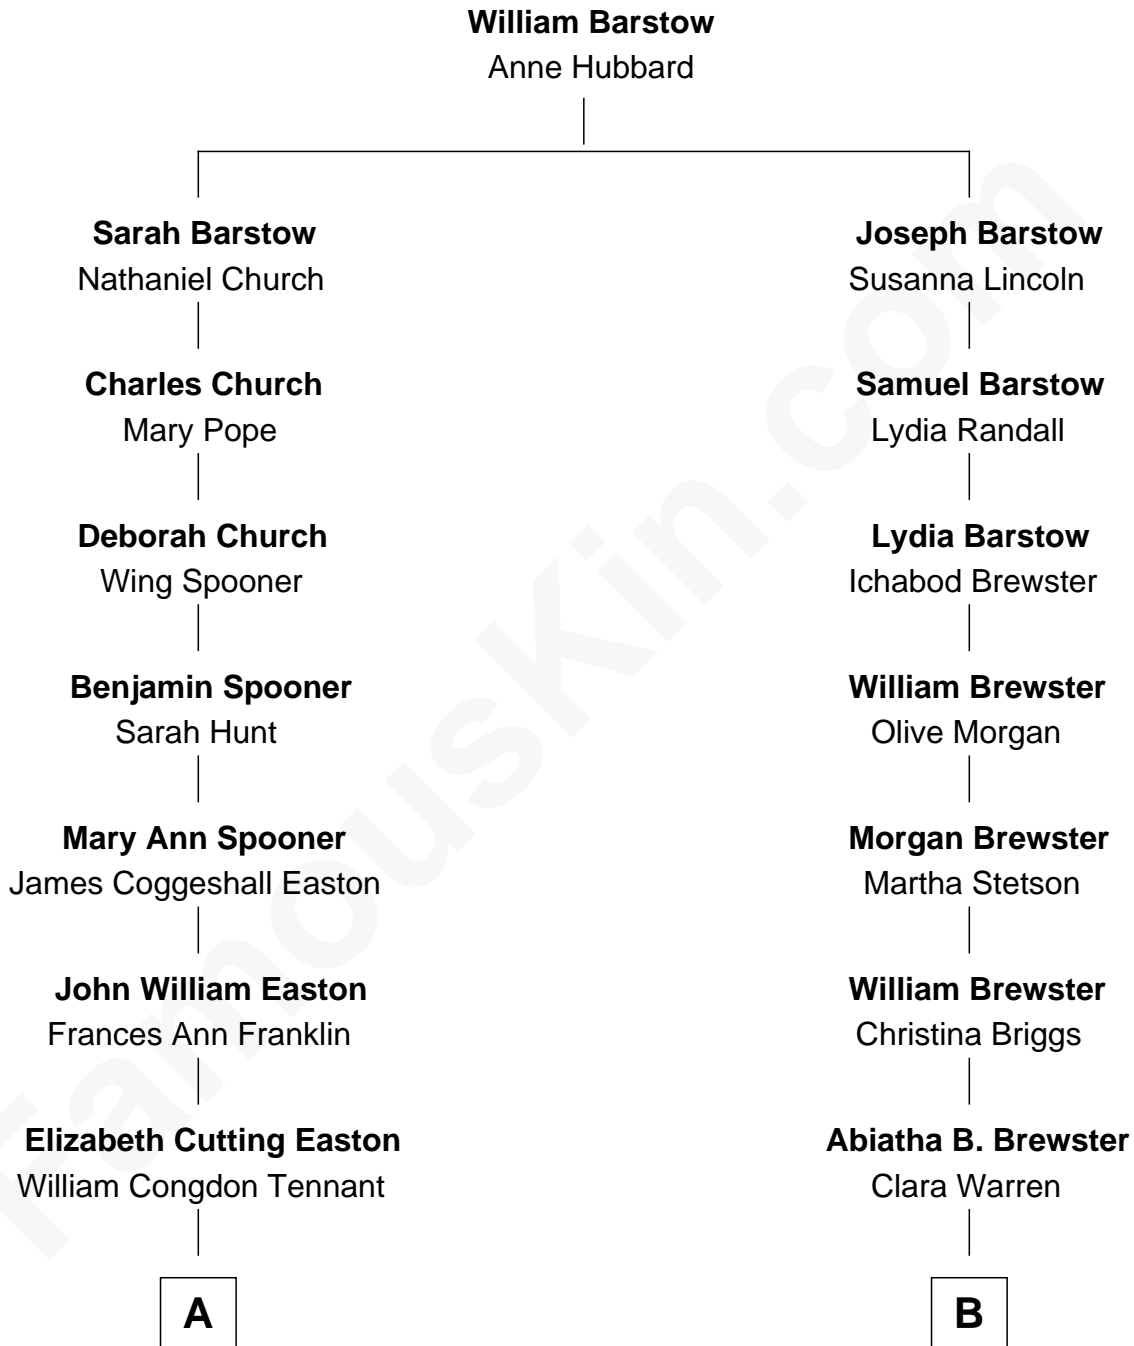 William Barstow
Anne Hubbard
Sarah Barstow
Nathaniel Church
Joseph Barstow
Susanna Lincoln
Charles Church
Mary Pope
Samuel Barstow
Lydia Randall
Deborah Church
Wing Spooner
Lydia Barstow
Ichabod Brewster
Benjamin Spooner
Sarah Hunt
William Brewster
Olive Morgan
Mary Ann Spooner
James Coggeshall Easton
Morgan Brewster
Martha Stetson
John William Easton
Frances Ann Franklin
William Brewster
Christina Briggs
Elizabeth Cutting Easton
William Congdon Tennant
Abiatha B. Brewster
Clara Warren
A
B
FamousKin.com